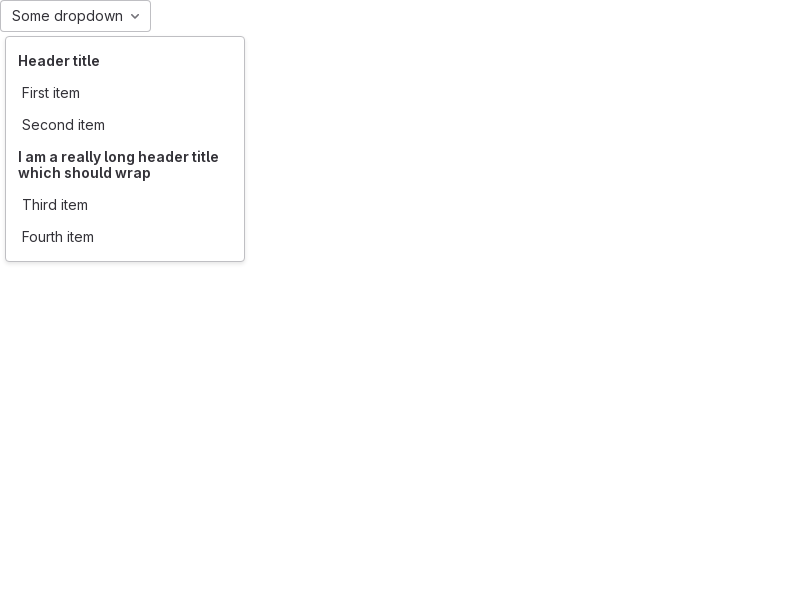 Some dropdown
Header title
First item
Second item
I am a really long header title
which should wrap
Third item
Fourth item